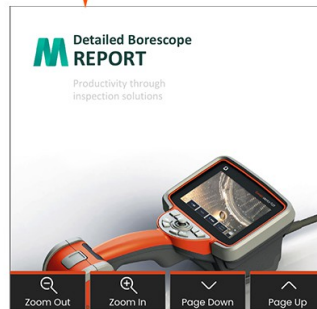 Detailed Borescope
REPORT
Productivity through
inspection solutions
Zoom Out
Zoom In
Page Down
Page Up